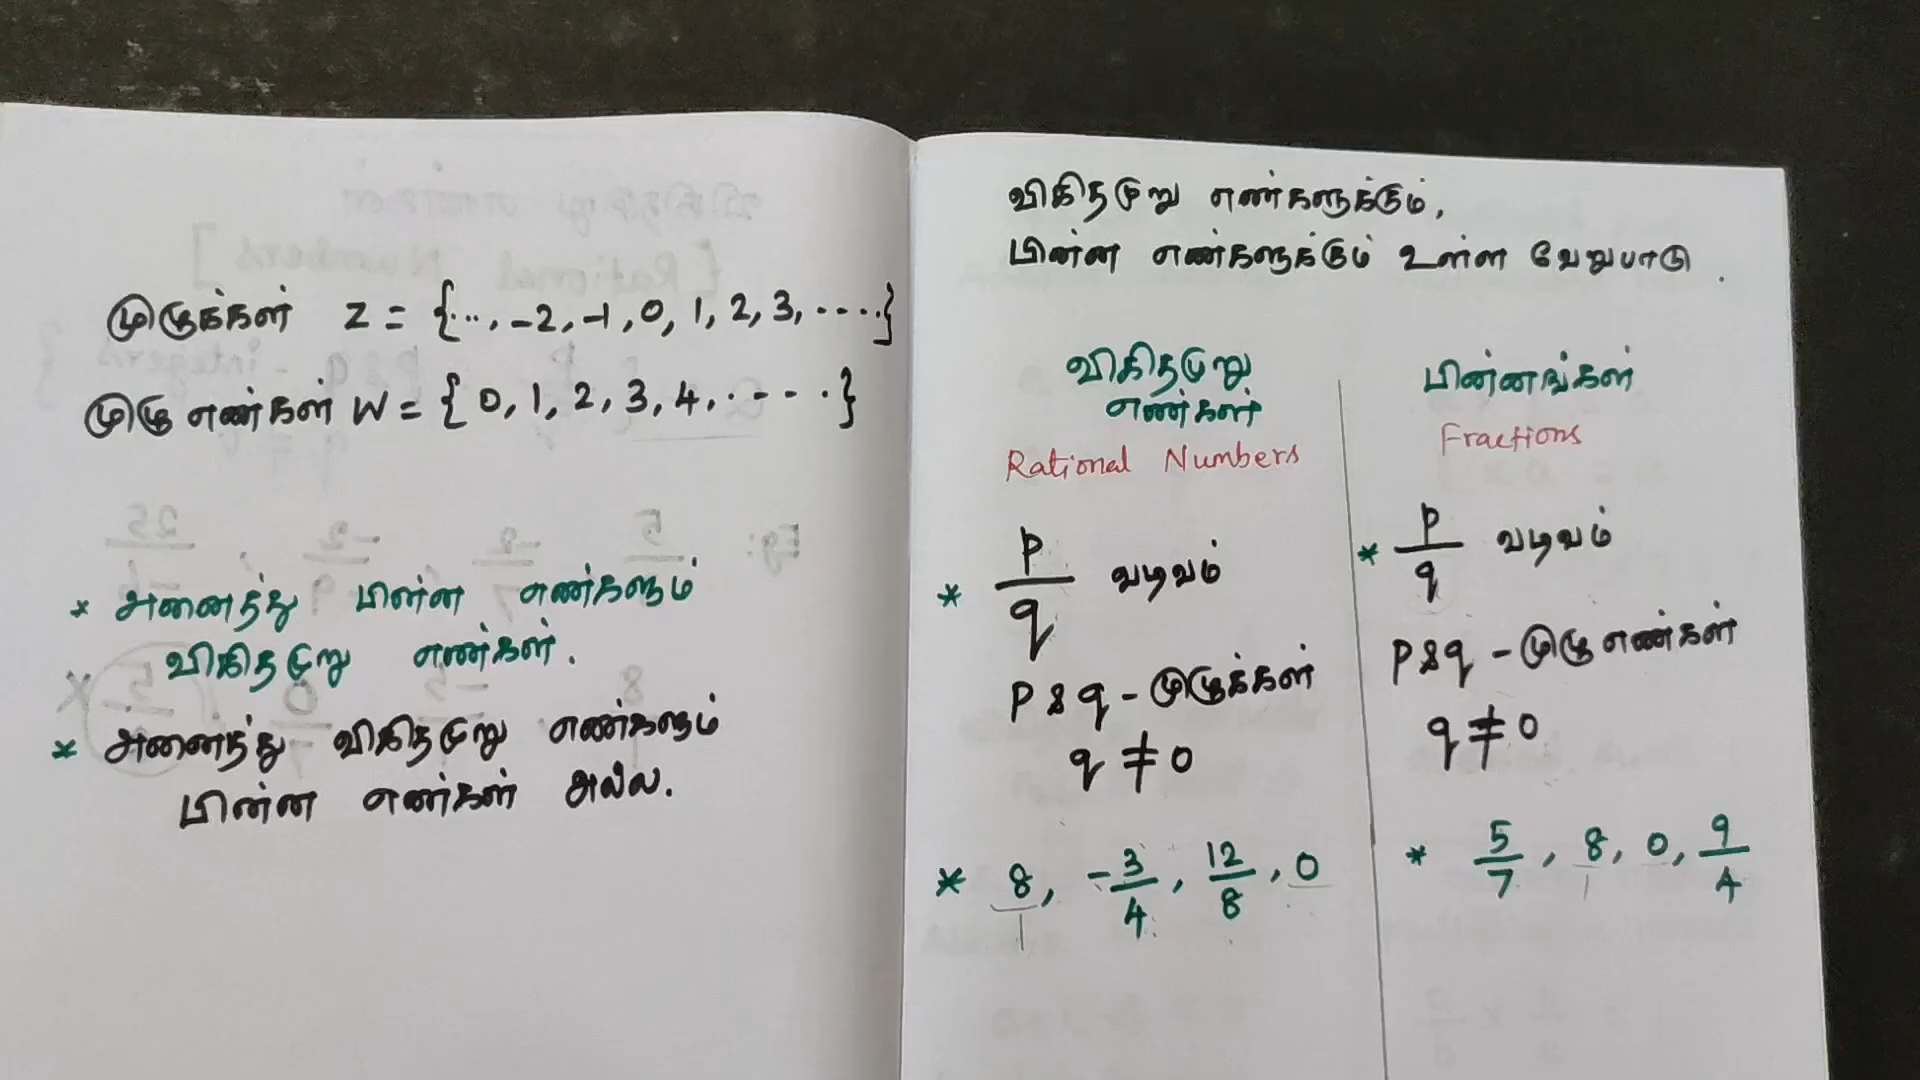 முழுக்கள் Z = {..., -2, -1, 0, 1, 2, 3, .....}
முழு எண்கள் W = { 0, 1, 2, 3, 4, ..... }
* அனைத்து பின்ன எண்களும்
விகிதமுறு எண்கள்.
* அனைத்து விகிதமுறு எண்களும்
பின்ன எண்கள் அல்ல.
விகிதமுறு எண்களுக்கும்,
பின்ன எண்களுக்கும் உள்ள வேறுபாடு.
விகிதமுறு
எண்கள்
Rational Numbers
* p/q வடிவம்
p & q - முழுக்கள்
q ≠ 0
* 8/1, -3/4, 12/8, 0
பின்னங்கள்
Fractions
* p/q வடிவம்
p & q - முழு எண்கள்
q ≠ 0
* 5/7, 8/1, 0, 9/4